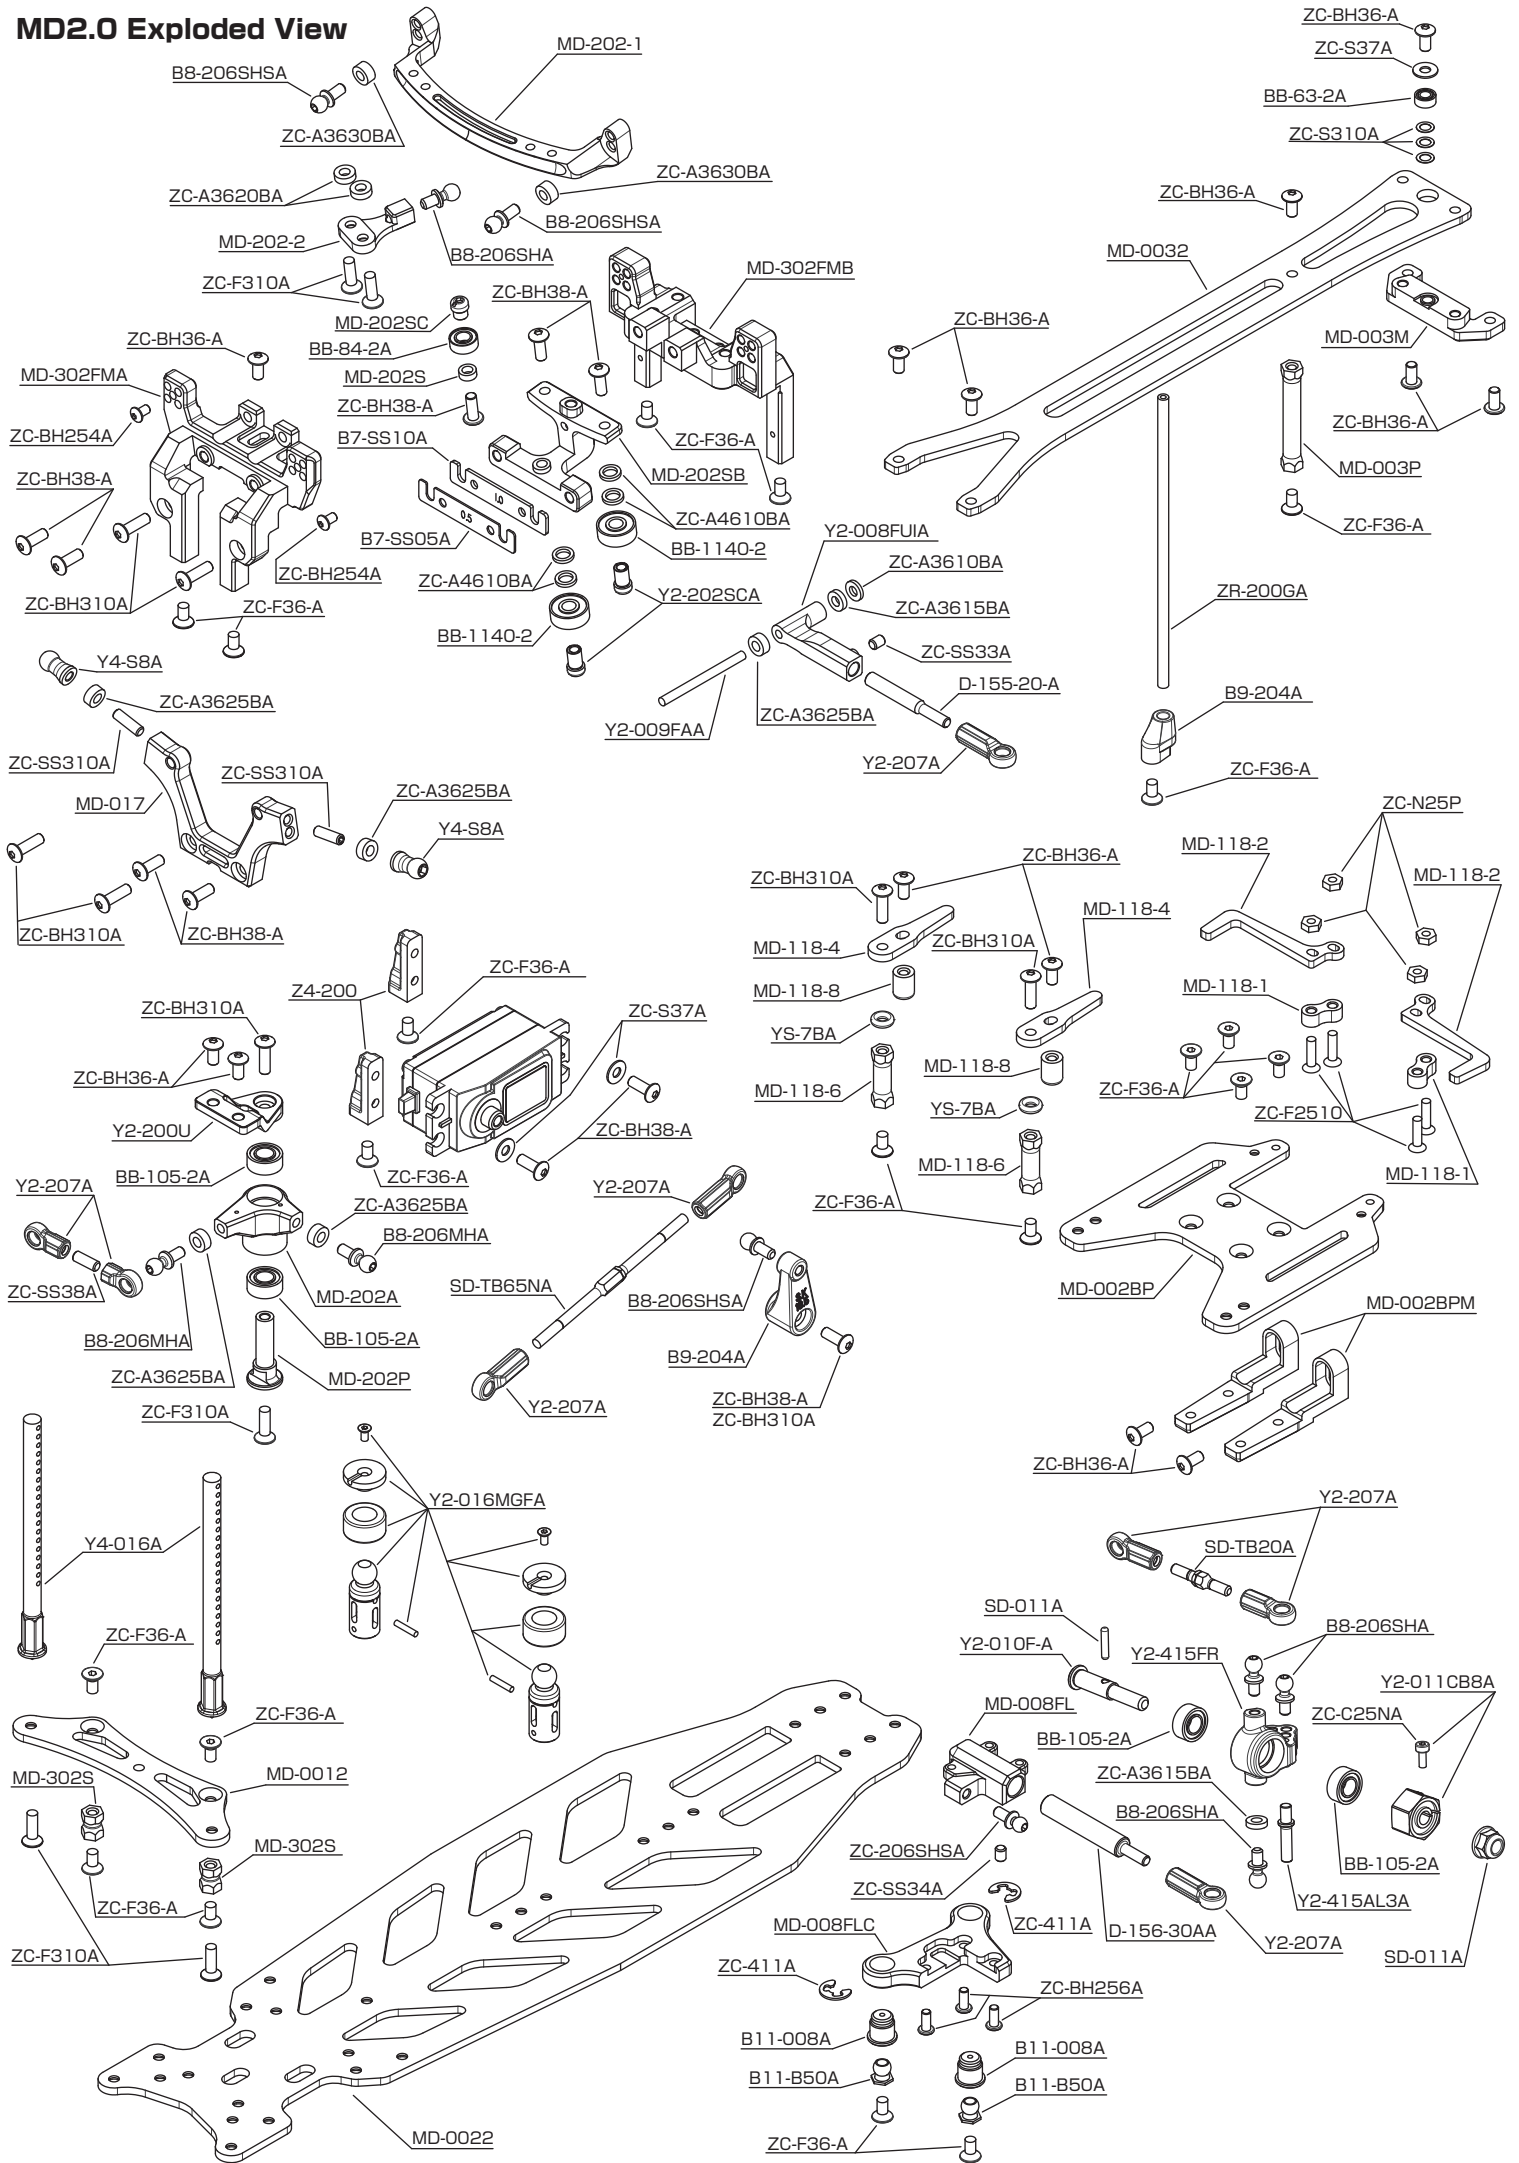 MD2.0 Exploded View
ZC-BH36-A
MD-202-1
ZC-S37A
B8-206SHSA
BB-63-2A
ZC-A3630BA
ZC-S310A
ZC-A3630BA
ZC-A3620BA
ZC-BH36-A
B8-206SHSA
MD-202-2
B8-206SHA
MD-0032
MD-302FMB
ZC-F310A
ZC-BH38-A
MD-202SC
ZC-BH36-A
ZC-BH36-A
MD-003M
BB-84-2A
MD-302FMA
MD-202S
ZC-BH38-A
ZC-BH254A
B7-SS10A
ZC-F36-A
ZC-BH36-A
MD-202SB
MD-003P
ZC-BH38-A
1.0
0.5
ZC-A4610BA
ZC-F36-A
Y2-008FUIA
B7-SS05A
BB-1140-2
ZC-A3610BA
ZC-BH254A
ZC-A4610BA
Y2-202SCA
ZR-200GA
ZC-BH310A
ZC-F36-A
ZC-A3615BA
BB-1140-2
ZC-SS33A
Y4-S8A
D-155-20-A
B9-204A
ZC-A3625BA
ZC-A3625BA
Y2-009FAA
ZC-SS310A
ZC-SS310A
Y2-207A
ZC-F36-A
MD-017
ZC-A3625BA
ZC-N25P
Y4-S8A
MD-118-2
ZC-BH36-A
MD-118-2
ZC-BH310A
MD-118-4
ZC-BH310A
ZC-BH38-A
MD-118-4
ZC-BH310A
ZC-F36-A
MD-118-8
MD-118-1
Z4-200
ZC-BH310A
ZC-S37A
YS-7BA
MD-118-8
ZC-BH36-A
ZC-F36-A
MD-118-6
YS-7BA
ZC-F2510
Y2-200U
ZC-BH38-A
BB-105-2A
ZC-F36-A
MD-118-6
MD-118-1
Y2-207A
Y2-207A
ZC-F36-A
ZC-A3625BA
B8-206MHA
SD-TB65NA
ZC-SS38A
MD-202A
B8-206SHSA
MD-002BP
MD-002BPM
B8-206MHA
BB-105-2A
B9-204A
ZC-A3625BA
MD-202P
Y2-207A
ZC-BH38-A
ZC-BH310A
ZC-F310A
ZC-BH36-A
Y2-016MGFA
Y2-207A
Y4-016A
SD-TB20A
SD-011A
ZC-F36-A
Y2-010F-A
B8-206SHA
Y2-415FR
Y2-011CB8A
MD-008FL
ZC-F36-A
ZC-C25NA
BB-105-2A
MD-302S
MD-0012
ZC-A3615BA
B8-206SHA
MD-302S
ZC-206SHSA
BB-105-2A
ZC-SS34A
Y2-415AL3A
ZC-F36-A
MD-008FLC
ZC-411A
D-156-30AA
Y2-207A
ZC-F310A
SD-011A
ZC-411A
ZC-BH256A
B11-008A
B11-008A
B11-B50A
B11-B50A
MD-0022
ZC-F36-A